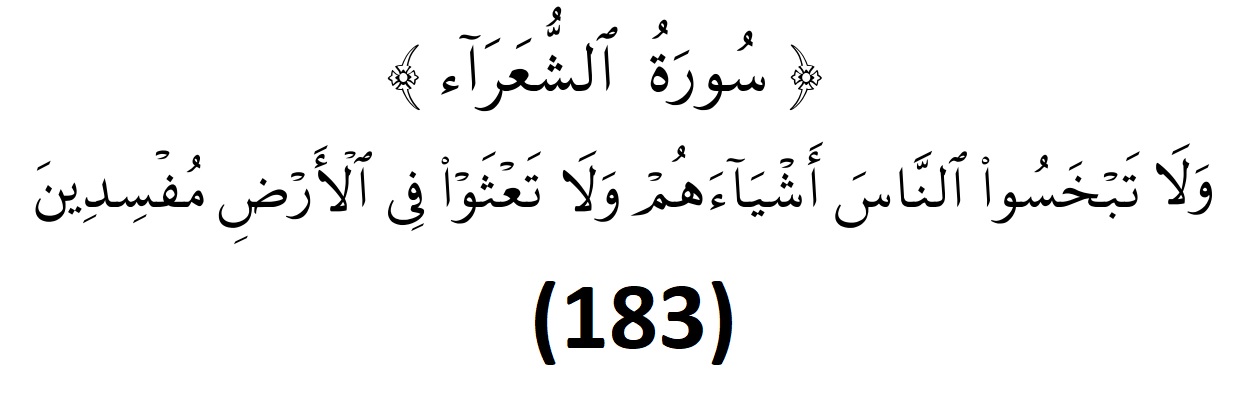 ﴿ سُورَةُ ٱلشُّعَرَآء ﴾
وَلَا تَبۡخَسُواْ ٱلنَّاسَ أَشۡيَآءَهُمۡ وَلَا تَعۡثَوۡاْ فِي ٱلۡأَرۡضِ مُفۡسِدِينَ
(183)